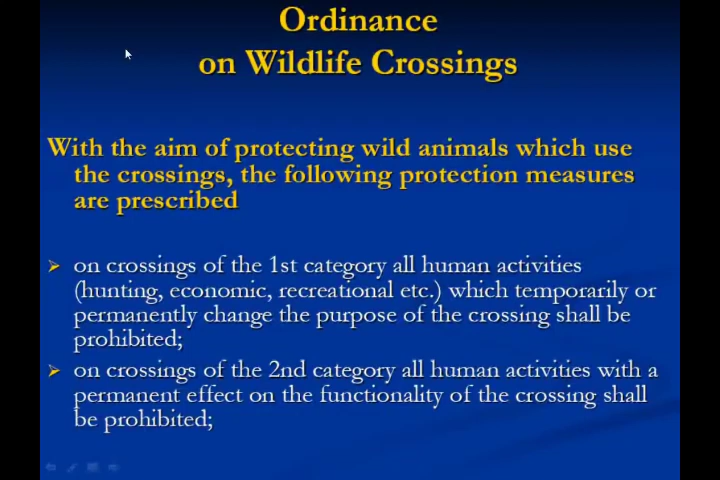 Ordinance
on Wildlife Crossings
With the aim of protecting wild animals which use
the crossings, the following protection measures
are prescribed
on crossings of the 1st category all human activities
(hunting, economic, recreational etc.) which temporarily or
permanently change the purpose of the crossing shall be
prohibited;
on crossings of the 2nd category all human activities with a
permanent effect on the functionality of the crossing shall
be prohibited;